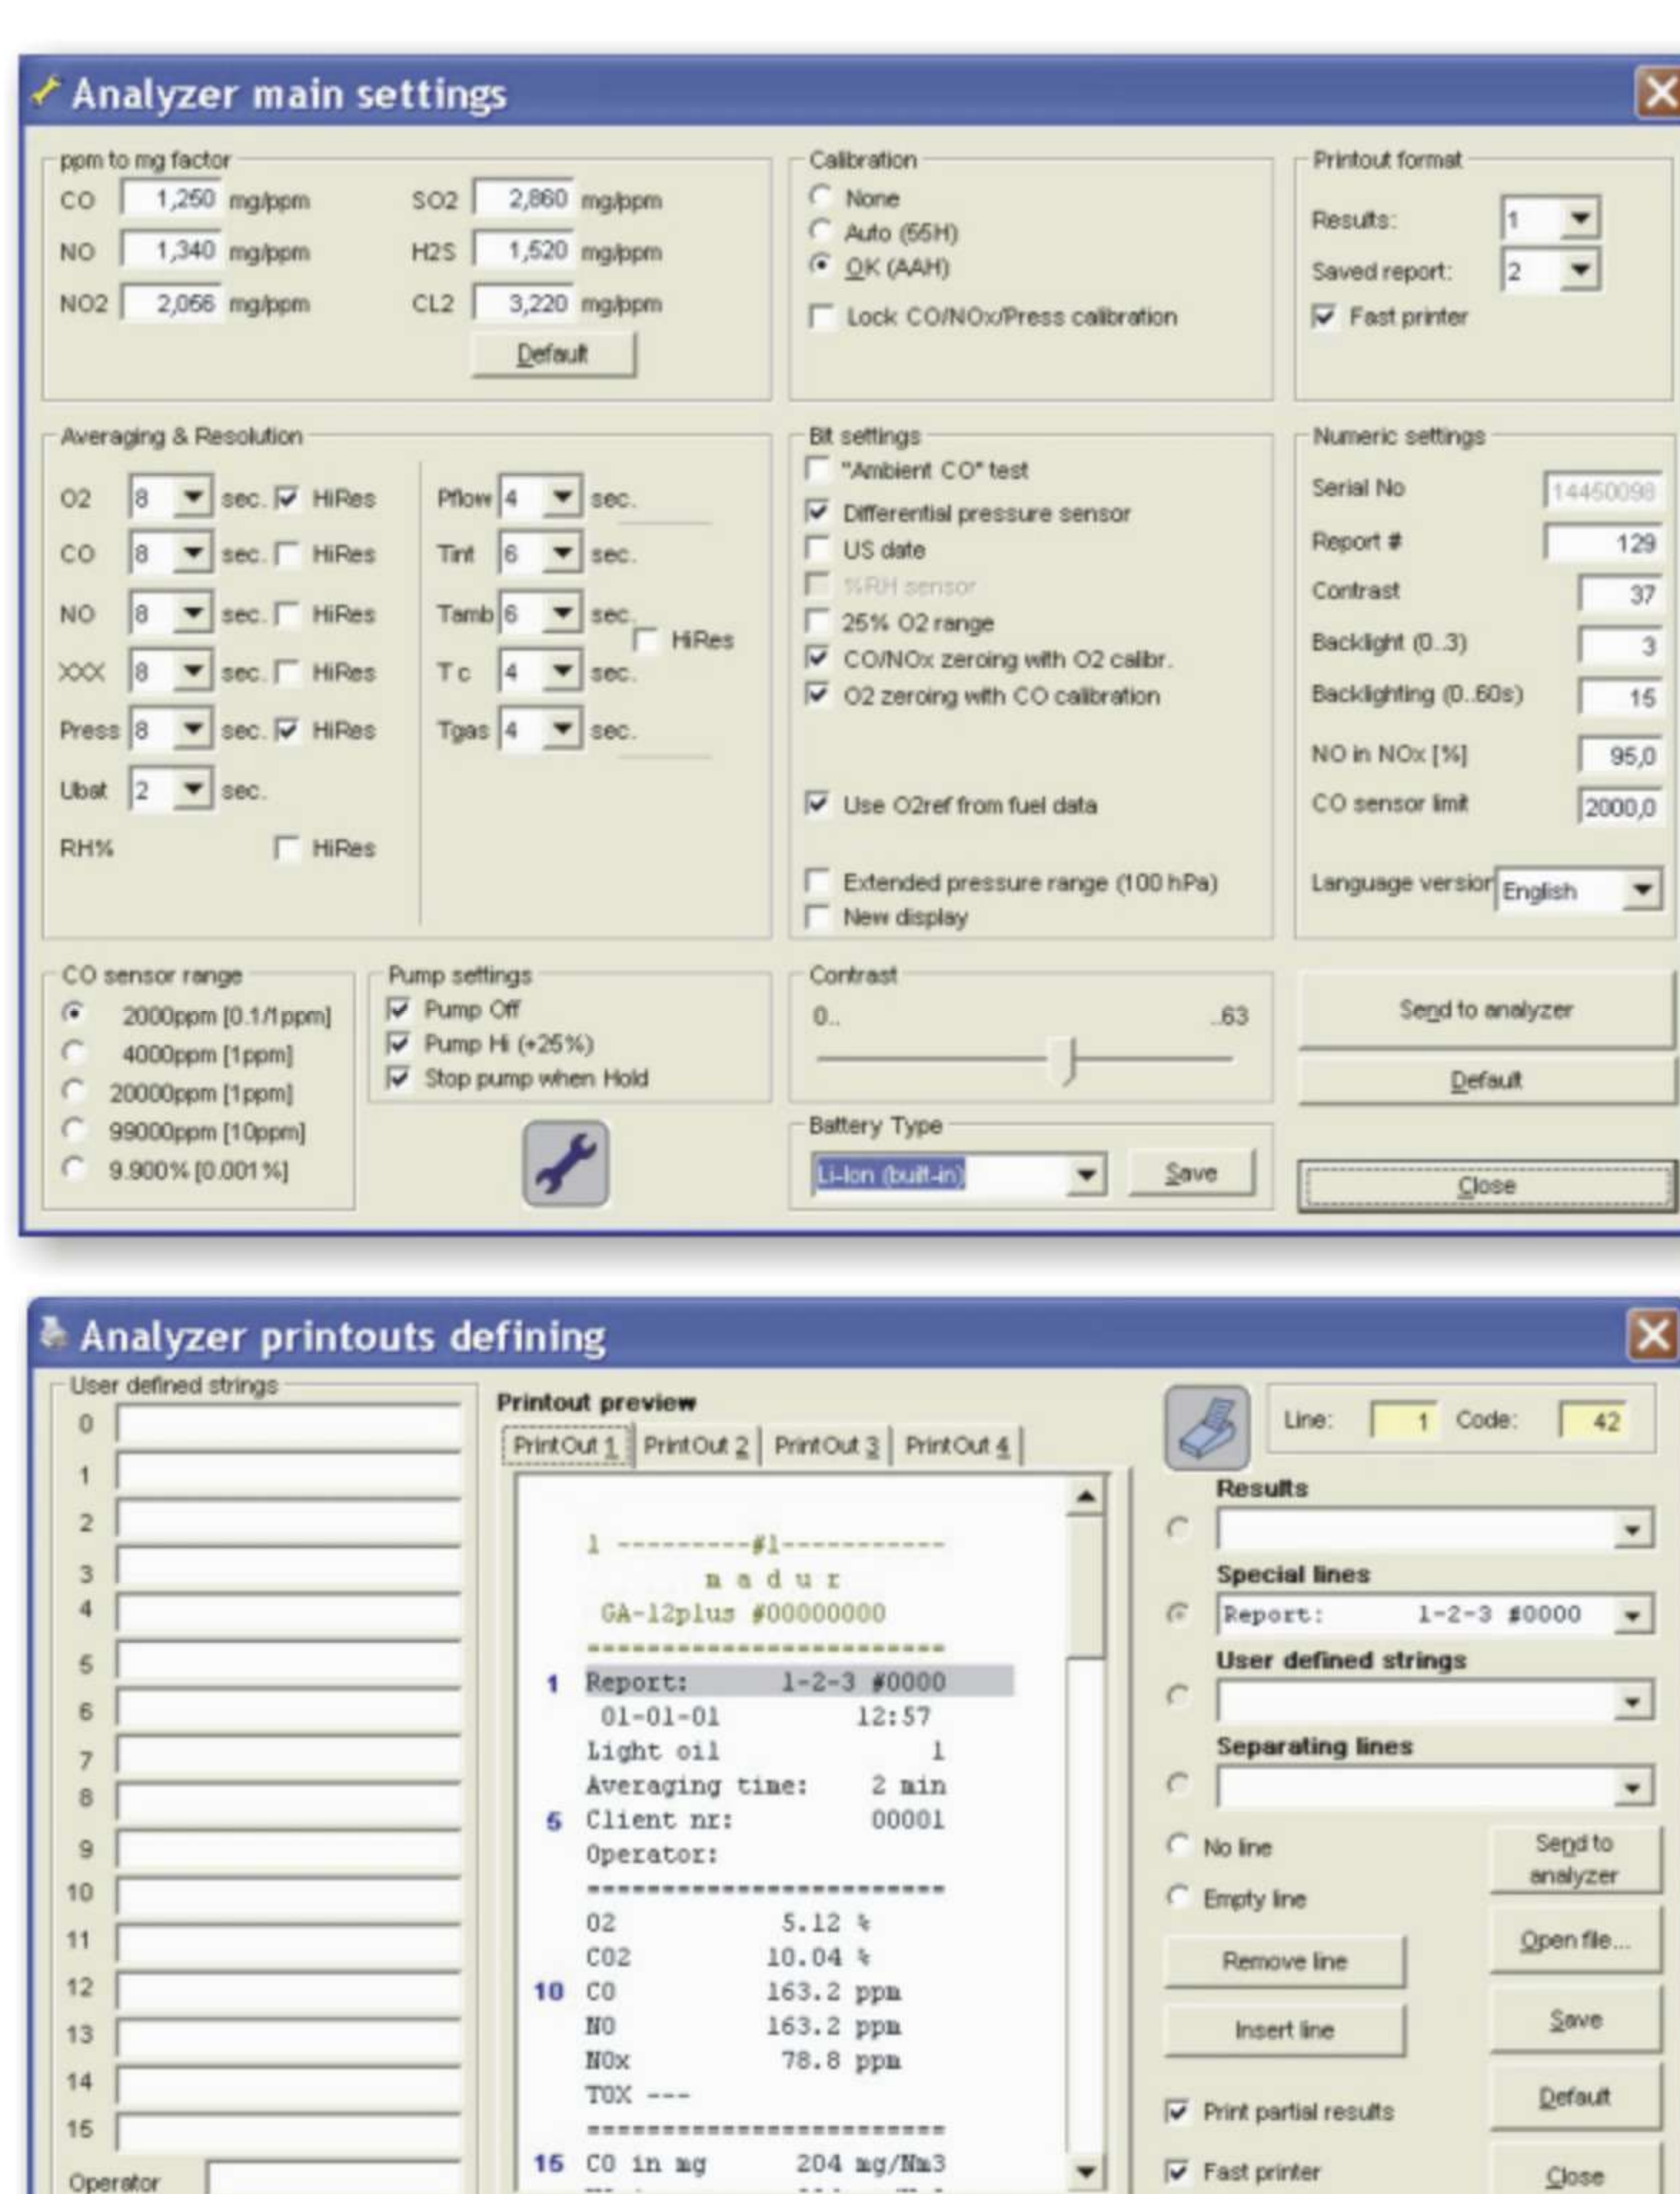 Analyzer main settings
ppm to mg factor
CO 1,250 mg/ppm SO2 2,860 mg/ppm
NO 1,340 mg/ppm H2S 1,520 mg/ppm
NO2 2,056 mg/ppm CL2 3,220 mg/ppm
Default
Calibration
None
Auto (55H)
OK (AAH)
Lock CO/NOx/Press calibration
Printout format
Results: 1
Saved report: 2
Fast printer
Averaging & Resolution
O2 8 sec. HiRes
CO 8 sec. HiRes
NO 8 sec. HiRes
XXX 8 sec. HiRes
Press 8 sec. HiRes
Ubat 2 sec.
RH% HiRes
Pflow 4 sec.
Tint 6 sec.
Tamb 6 sec.
HiRes
T c 4 sec.
Tgas 4 sec.
Bit settings
"Ambient CO" test
Differential pressure sensor
US date
%RH sensor
25% O2 range
CO/NOx zeroing with O2 calibr.
O2 zeroing with CO calibration
Use O2ref from fuel data
Extended pressure range (100 hPa)
New display
Numeric settings
Serial No 14450098
Report # 129
Contrast 37
Backlight (0..3) 3
Backlighting (0..60s) 15
NO in NOx [%] 95,0
CO sensor limit 2000,0
Language version English
CO sensor range
2000ppm [0.1/1ppm]
4000ppm [1ppm]
20000ppm [1ppm]
99000ppm [10ppm]
9.900% [0.001%]
Pump settings
Pump Off
Pump Hi (+25%)
Stop pump when Hold
Contrast
0.. ..63
Battery Type
Li-Ion (built-in) Save
Send to analyzer
Default
Close
Analyzer printouts defining
User defined strings
0
1
2
3
4
5
6
7
8
9
10
11
12
13
14
15
Operator
Printout preview
PrintOut 1 PrintOut 2 PrintOut 3 PrintOut 4
1 ---------#1-----------
m a d u r
GA-12plus #00000000
========================
1 Report: 1-2-3 #0000
01-01-01 12:57
Light oil 1
Averaging time: 2 min
5 Client nr: 00001
Operator:
========================
O2 5.12 %
CO2 10.04 %
10 CO 163.2 ppm
NO 163.2 ppm
NOx 78.8 ppm
TOX ---
========================
15 CO in mg 204 mg/Nm3
Line: 1 Code: 42
Results
Special lines
Report: 1-2-3 #0000
User defined strings
Separating lines
No line
Empty line
Remove line
Insert line
Print partial results
Fast printer
Send to
analyzer
Open file...
Save
Default
Close